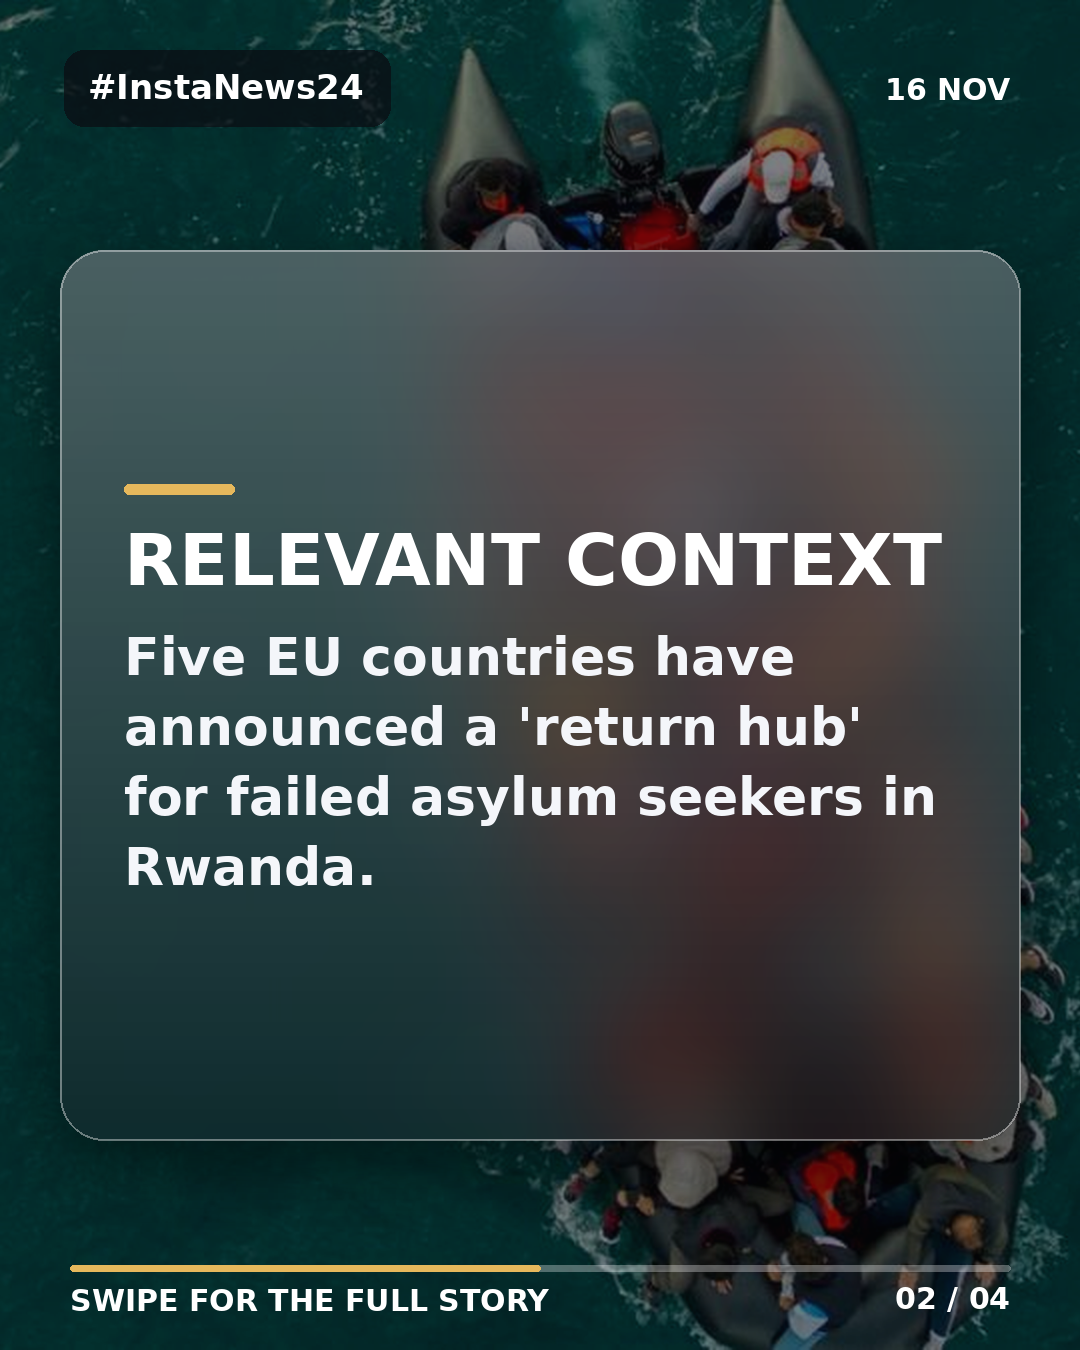 #InstaNews24
16 NOV
RELEVANT CONTEXT
Five EU countries have
announced a 'return hub'
for failed asylum seekers in
Rwanda.
SWIPE FOR THE FULL STORY
02 / 04